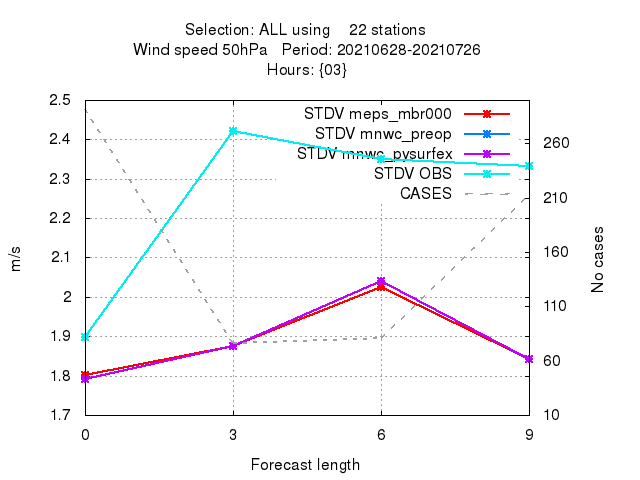 Selection: ALL using 22 stations
Wind speed 50hPa Period: 20210628-20210726
Hours: {03}
STDV meps_mbr000
STDV mnwc_preop
STDV mnwc_pysurfex
STDV OBS
CASES
2.5
2.4
2.3
2.2
2.1
2
1.9
1.8
1.7
m/s
260
210
160
110
60
10
No cases
0 3 6 9
Forecast length